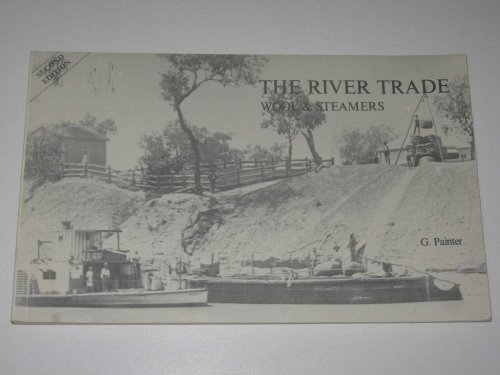 SECOND
EDITION
THE RIVER TRADE
WOOL & STEAMERS
G. Painter